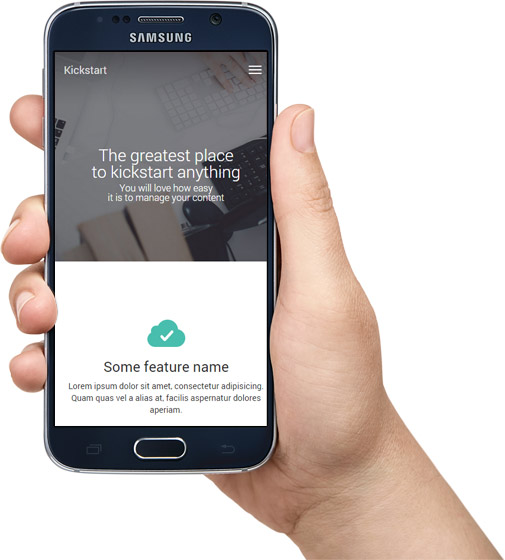 SAMSUNG
Kickstart
The greatest place
to kickstart anything
You will love how easy
it is to manage your content
Some feature name
Lorem ipsum dolor sit amet, consectetur adipisicing.
Quam quas vel a alias at, facilis aspernatur dolores
aperiam.